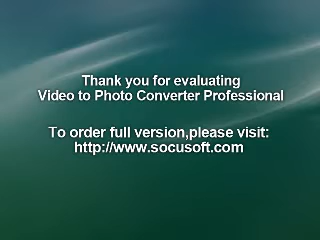 Thank you for evaluating
Video to Photo Converter Professional
To order full version,please visit:
http://www.socusoft.com